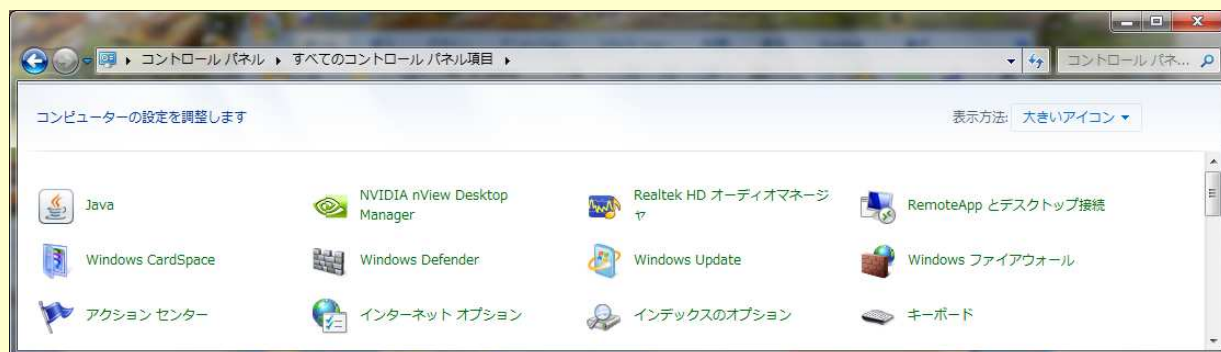 コントロール パネル ▸ すべてのコントロール パネル項目 ▸
コントロール パネ...
コンピューターの設定を調整します
表示方法: 大きいアイコン
Java
NVIDIA nView Desktop
Manager
Realtek HD オーディオマネージ
ャ
RemoteApp とデスクトップ接続
Windows CardSpace
Windows Defender
Windows Update
Windows ファイアウォール
アクション センター
インターネット オプション
インデックスのオプション
キーボード